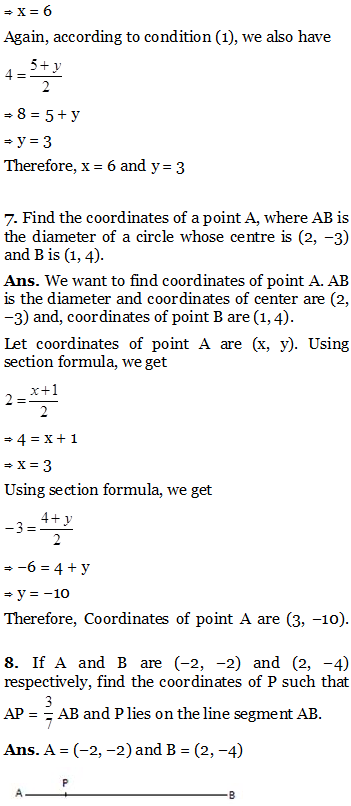 ⇒ x = 6
Again, according to condition (1), we also have
4 = (5 + y)/2
⇒ 8 = 5 + y
⇒ y = 3
Therefore, x = 6 and y = 3
7. Find the coordinates of a point A, where AB is
the diameter of a circle whose centre is (2, −3)
and B is (1, 4).
Ans. We want to find coordinates of point A. AB
is the diameter and coordinates of center are (2,
−3) and, coordinates of point B are (1, 4).
Let coordinates of point A are (x, y). Using
section formula, we get
2 = (x+1)/2
⇒ 4 = x + 1
⇒ x = 3
Using section formula, we get
−3 = (4 + y)/2
⇒ −6 = 4 + y
⇒ y = −10
Therefore, Coordinates of point A are (3, −10).
8. If A and B are (−2, −2) and (2, −4)
respectively, find the coordinates of P such that
AP = 3/7 AB and P lies on the line segment AB.
Ans. A = (−2, −2) and B = (2, −4)
P
A B